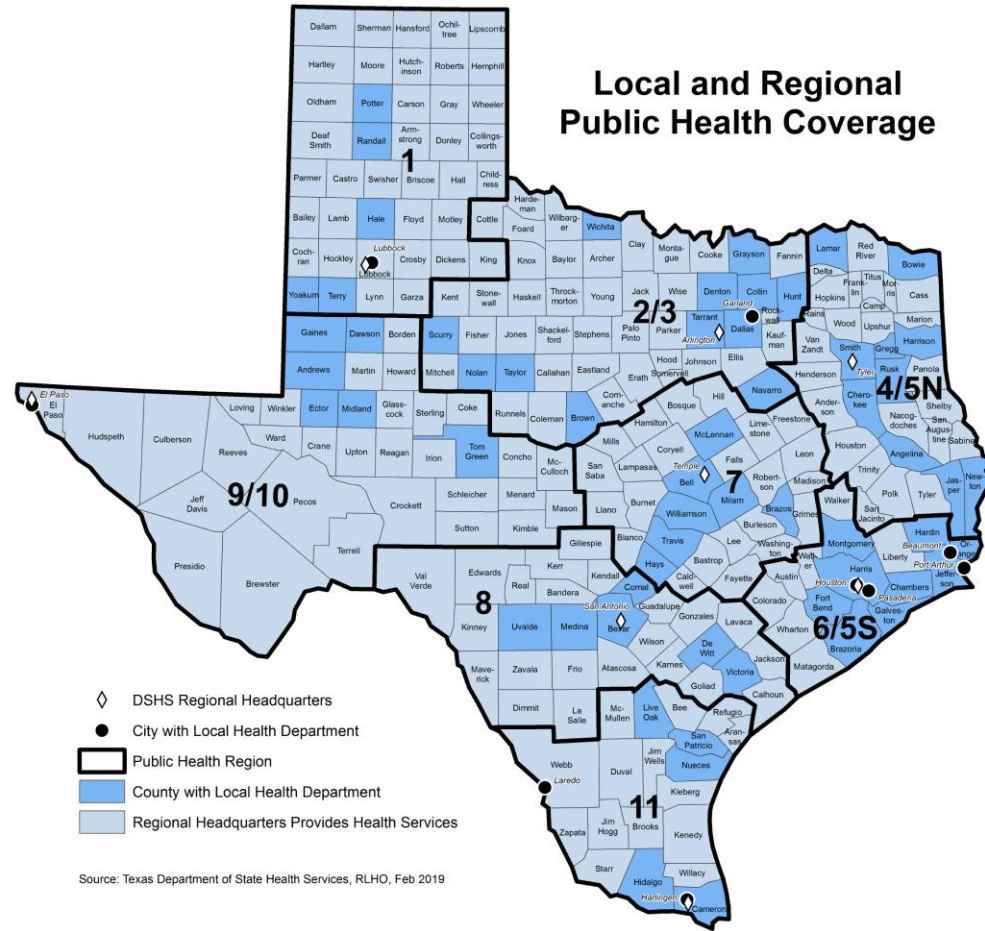 Local and Regional
Public Health Coverage
Dallam
Sherman
Hansford
Ochil-
tree
Lipscomb
Hartley
Moore
Hutch-
inson
Roberts
Hemphill
Oldham
Potter
Carson
Gray
Wheeler
Deaf
Smith
Randall
Arm-
strong
Donley
Collings-
worth
1
Parmer
Castro
Swisher
Briscoe
Hall
Child-
ress
Bailey
Lamb
Hale
Floyd
Motley
Cottle
Harde-
man
Foard
Wilbarg-
er
Wichita
Coch-
ran
Hockley
Lubbock
Lubbock
Crosby
Dickens
King
Knox
Baylor
Archer
Clay
Monta-
gue
Cooke
Grayson
Fannin
Yoakum
Terry
Lynn
Garza
Kent
Stone-
wall
Haskell
Throck-
morton
Young
Jack
Wise
Denton
Collin
Garland
Hunt
2/3
Gaines
Dawson
Borden
Scurry
Fisher
Jones
Shackel-
ford
Stephens
Palo
Pinto
Parker
Tarrant
Arlington
Dallas
Rock-
wall
Kauf-
man
Andrews
Martin
Howard
Mitchell
Nolan
Taylor
Callahan
Eastland
Erath
Hood
Somervell
Johnson
Ellis
Navarro
Runnels
Coleman
Brown
Com-
anche
Lamar
Red
River
Bowie
Delta
Hopkins
Frank-
lin
Titus
Mor-
ris
Camp
Cass
Rains
Wood
Upshur
Marion
Van
Zandt
Smith
Gregg
Harrison
Tyler
Rusk
Panola
Henderson
4/5N
Ander-
son
Chero-
kee
Nacog-
doches
Shelby
San
Augus-
tine
Sabine
Houston
Angelina
Trinity
Polk
Tyler
Jas-
per
New-
ton
San
Jacinto
El Paso
El
Paso
Hudspeth
Culberson
Loving
Winkler
Ector
Midland
Glass-
cock
Sterling
Coke
Reeves
Ward
Crane
Upton
Reagan
Irion
Tom
Green
Concho
Mc-
Culloch
9/10
Jeff
Davis
Pecos
Crockett
Schleicher
Menard
Mason
Sutton
Kimble
Presidio
Brewster
Terrell
Bosque
Hill
Hamilton
Free­stone
McLennan
Lime-
stone
Mills
Coryell
Falls
Leon
San
Saba
Lampasas
Temple
Bell
7
Robert-
son
Madison
Burnet
Milam
Brazos
Grimes
Llano
Williamson
Burleson
Blanco
Travis
Lee
Washing-
ton
Hays
Bastrop
Cald-
well
Fayette
Walker
Montgomery
Hardin
Liberty
Beaumont
Or-
ange
Port Arthur
Jeffer-
son
Wall-
er
Austin
Harris
Houston
Chambers
Pasadena
Colorado
Fort
Bend
Galves-
ton
6/5S
Wharton
Brazoria
Matagorda
Val
Verde
Edwards
Gillespie
Kerr
Real
Kendall
Bandera
Comal
8
San Antonio
Bexar
Guadalupe
Gonzales
Lavaca
Kinney
Uvalde
Medina
Wilson
De
Witt
Mave-
rick
Zavala
Frio
Atascosa
Karnes
Victoria
Jackson
Goliad
Calhoun
Dimmit
La
Salle
Mc-
Mullen
Live
Oak
Bee
Refugio
Aran-
sas
San
Patricio
Webb
Duval
Jim
Wells
Nueces
Laredo
Kleberg
11
Zapata
Jim
Hogg
Brooks
Kenedy
Starr
Hidalgo
Willacy
Harlingen
Cameron
DSHS Regional Headquarters
City with Local Health Department
Public Health Region
County with Local Health Department
Regional Headquarters Provides Health Services
Source: Texas Department of State Health Services, RLHO, Feb 2019